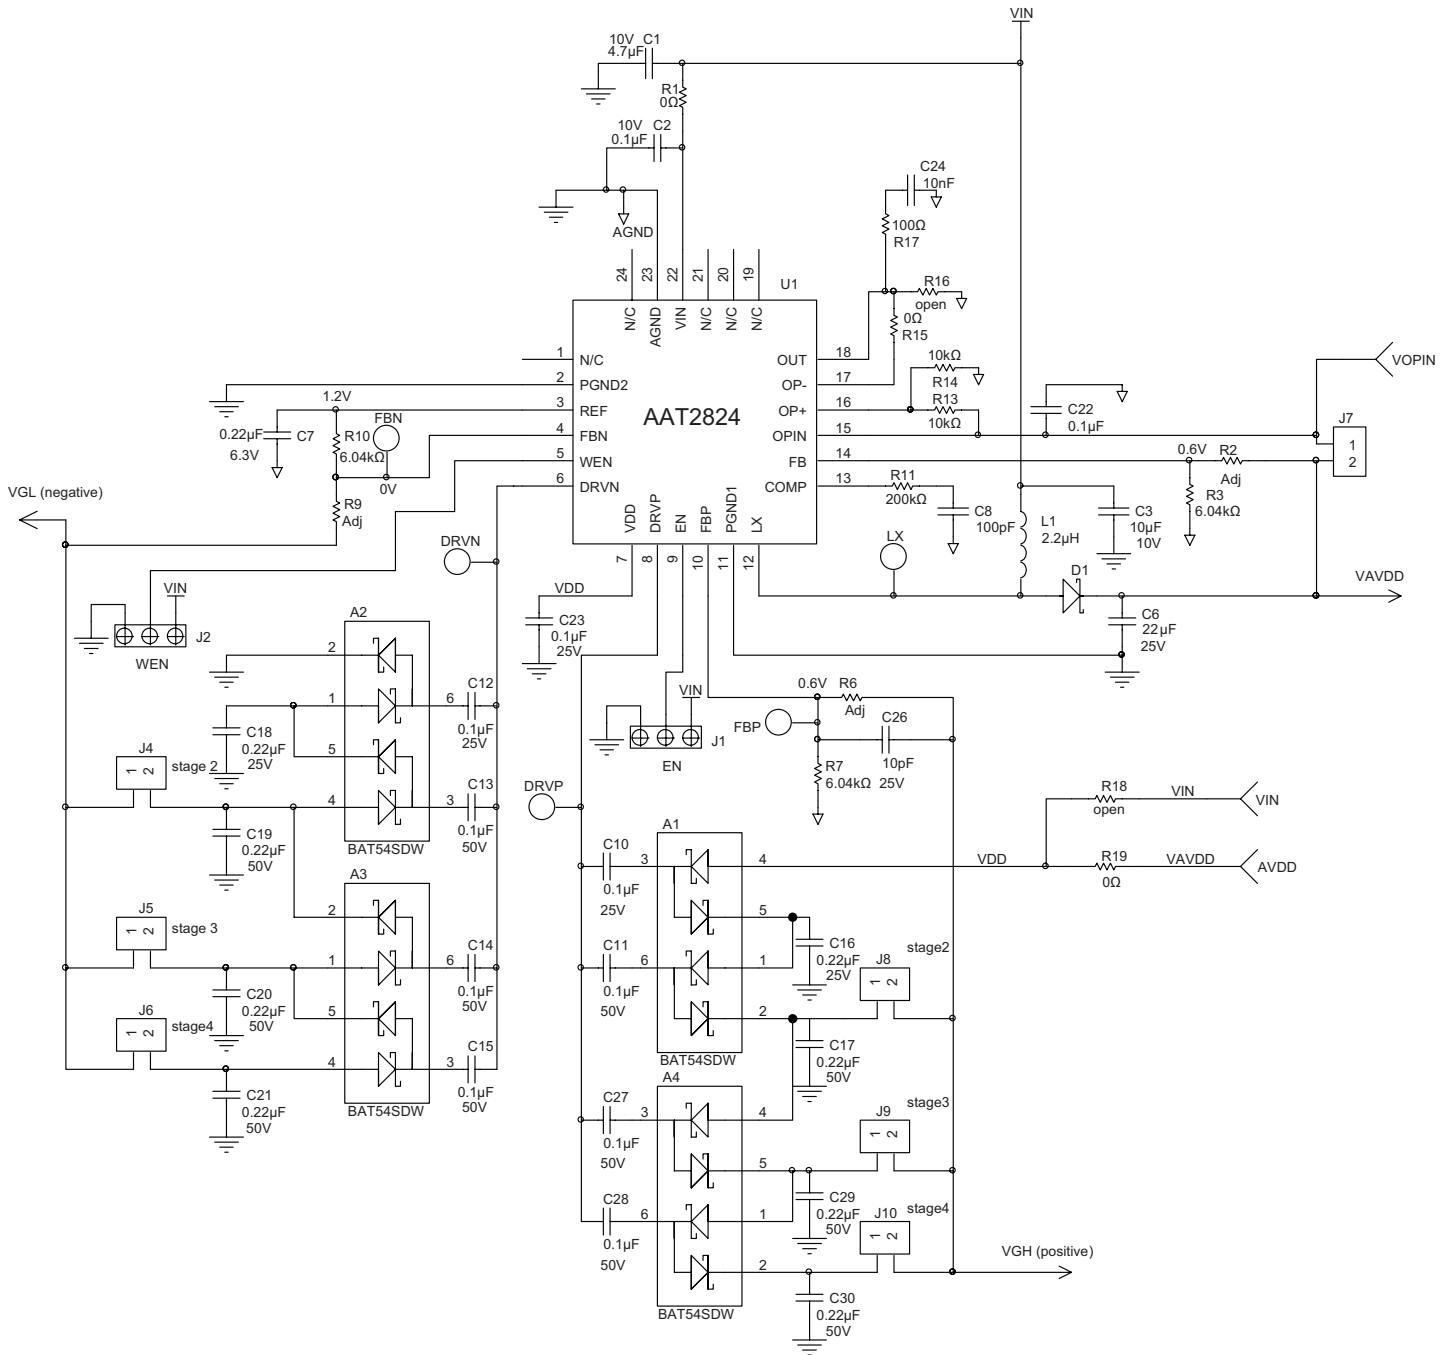 VIN
10V C1
4.7µF
R1
0Ω
10V C2
0.1µF
AGND
C24
10nF
100Ω
R17
R16
open
0Ω
R15
U1
24
23
22
21
20
19
N/C
AGND
VIN
N/C
N/C
N/C
1 N/C
2 PGND2
3 REF
4 FBN
5 WEN
6 DRVN
AAT2824
OUT 18
OP- 17
OP+ 16
OPIN 15
FB 14
COMP 13
VDD
DRVP
EN
FBP
PGND1
LX
7
8
9
10
11
12
10kΩ
R14
R13
10kΩ
C22
0.1µF
VOPIN
J7
1
2
0.6V
R2
Adj
R3
6.04kΩ
R11
200kΩ
C8
100pF
L1
2.2µH
C3
10µF
10V
LX
D1
VAVDD
C6
22µF
25V
1.2V
FBN
0.22µF C7
6.3V
R10
6.04kΩ
0V
R9
Adj
VGL (negative)
DRVN
VIN
J2
WEN
VDD
C23
0.1µF
25V
A2
2
1
5
4
6
3
C12
0.1µF
25V
C13
0.1µF
50V
BAT54SDW
C18
0.22µF
25V
J4
1 2
stage 2
C19
0.22µF
50V
A3
2
1
5
4
6
3
C14
0.1µF
50V
C15
0.1µF
50V
BAT54SDW
J5
1 2
stage 3
C20
0.22µF
50V
J6
1 2
stage4
C21
0.22µF
50V
VIN
J1
EN
0.6V
R6
Adj
FBP
C26
10pF
25V
R7
6.04kΩ
DRVP
R18
open
VIN
VIN
VDD
R19
0Ω
VAVDD
AVDD
A1
C10
0.1µF
25V
3
4
5
C11
0.1µF
50V
6
1
2
BAT54SDW
C16
0.22µF
25V
stage2
J8
1 2
C17
0.22µF
50V
A4
C27
0.1µF
50V
3
4
5
C28
0.1µF
50V
6
1
2
BAT54SDW
stage3
J9
1 2
C29
0.22µF
50V
stage4
J10
1 2
C30
0.22µF
50V
VGH (positive)